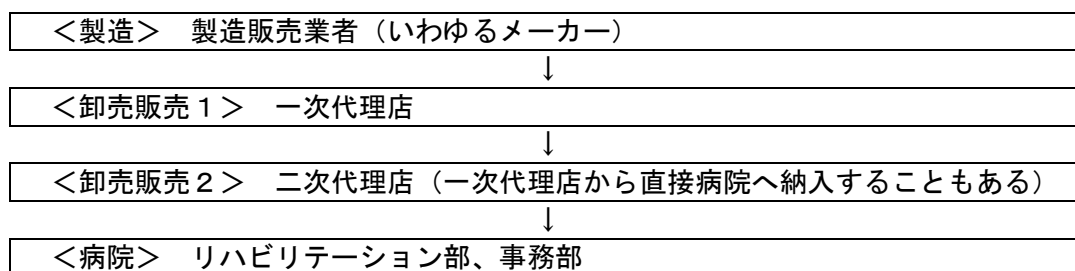 ＜製造＞　製造販売業者（いわゆるメーカー）
↓
＜卸売販売１＞　一次代理店
↓
＜卸売販売２＞　二次代理店（一次代理店から直接病院へ納入することもある）
↓
＜病院＞　リハビリテーション部、事務部